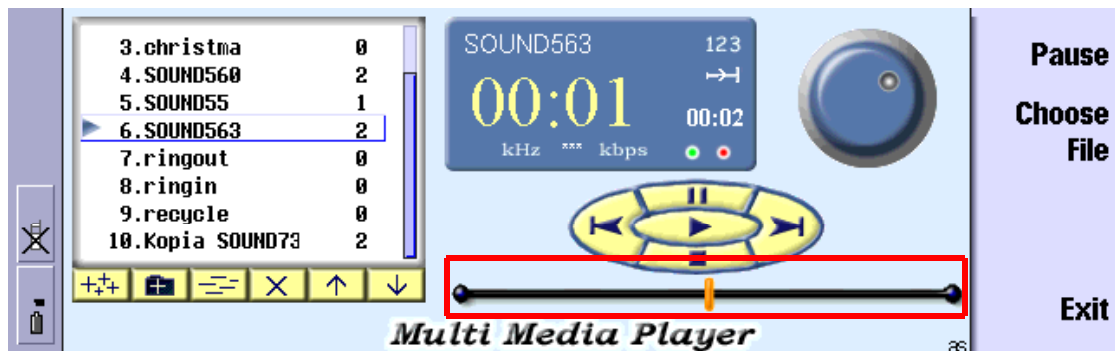 3.christma 0
4.SOUND560 2
5.SOUND55 1
6.SOUND563 2
7.ringout 0
8.ringin 0
9.recycle 0
10.Kopia SOUND73 2
SOUND563 123
00:01 00:02
kHz *** kbps
Multi Media Player
Pause
Choose
File
Exit